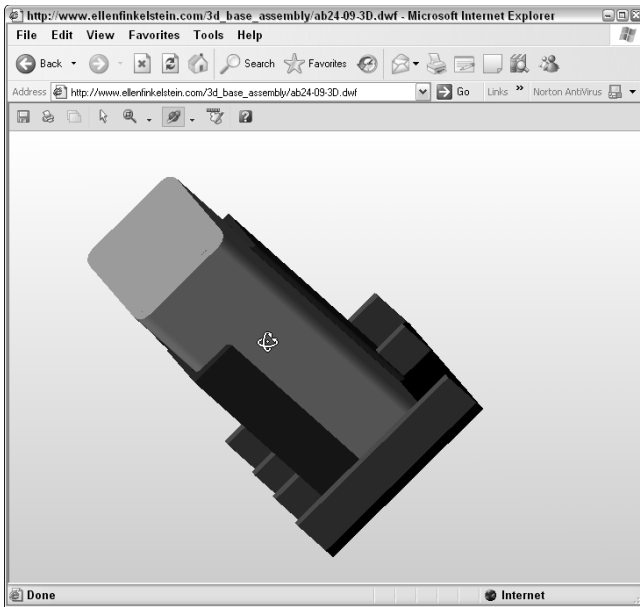 http://www.ellenfinkelstein.com/3d_base_assembly/ab24-09-3D.dwf - Microsoft Internet Explorer
File Edit View Favorites Tools Help
Back Search Favorites
Address http://www.ellenfinkelstein.com/3d_base_assembly/ab24-09-3D.dwf Go Links » Norton AntiVirus
Done Internet